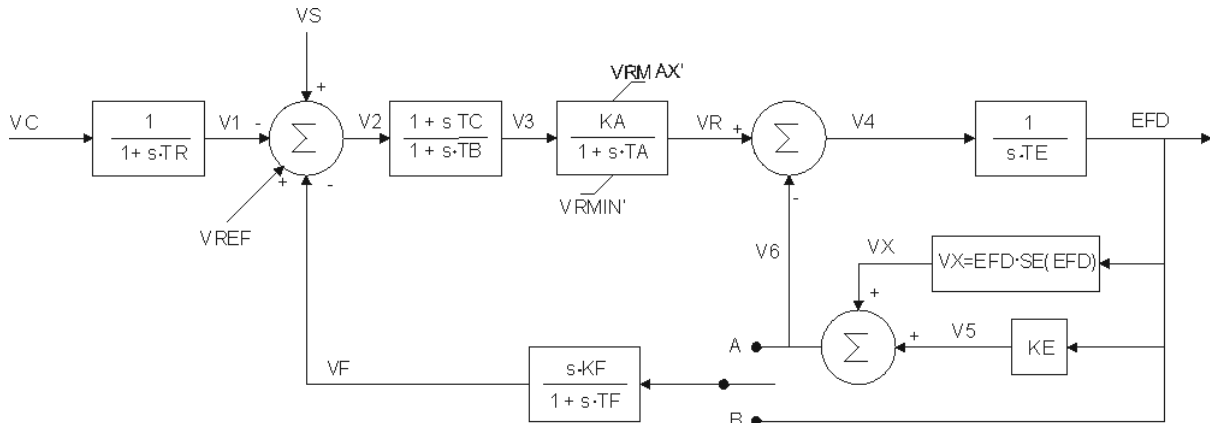 VS
VRMAX'
VC
1
1+ s·TR
V1
-
+
Σ
+
-
VREF
V2
1 + s TC
1 + s·TB
V3
KA
1 + s·TA
VRMIN'
VR
+
Σ
-
V4
1
s·TE
EFD
V6
VX
VX=EFD·SE(EFD)
+
Σ
+
V5
KE
A
VF
s·KF
1 + s·TF
B